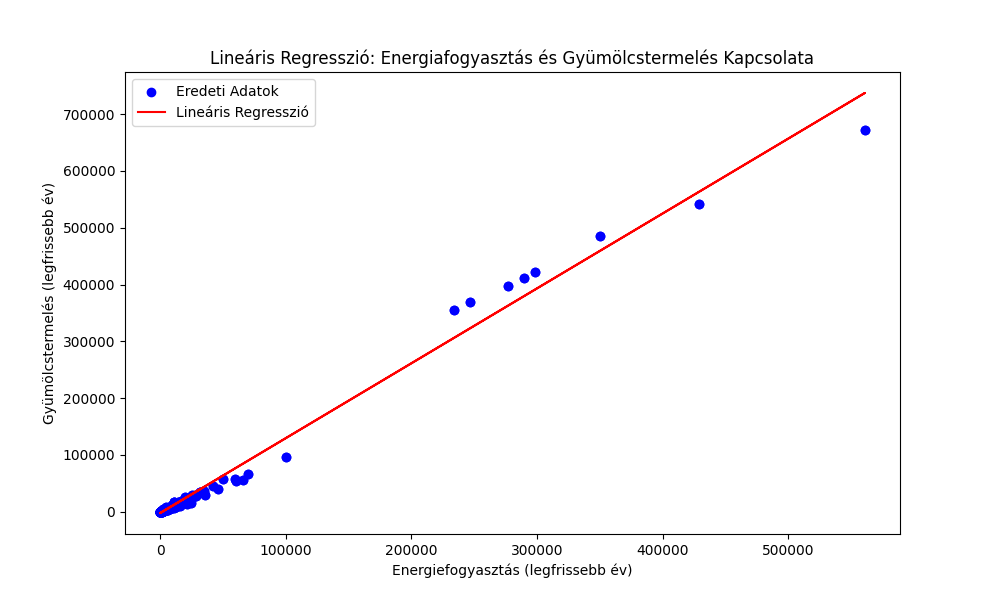 Lineáris Regresszió: Energiafogyasztás és Gyümölcstermelés Kapcsolata
Eredeti Adatok
Lineáris Regresszió
Gyümölcstermelés (legfrissebb év)
700000
600000
500000
400000
300000
200000
100000
0
0
100000
200000
300000
400000
500000
Energiefogyasztás (legfrissebb év)